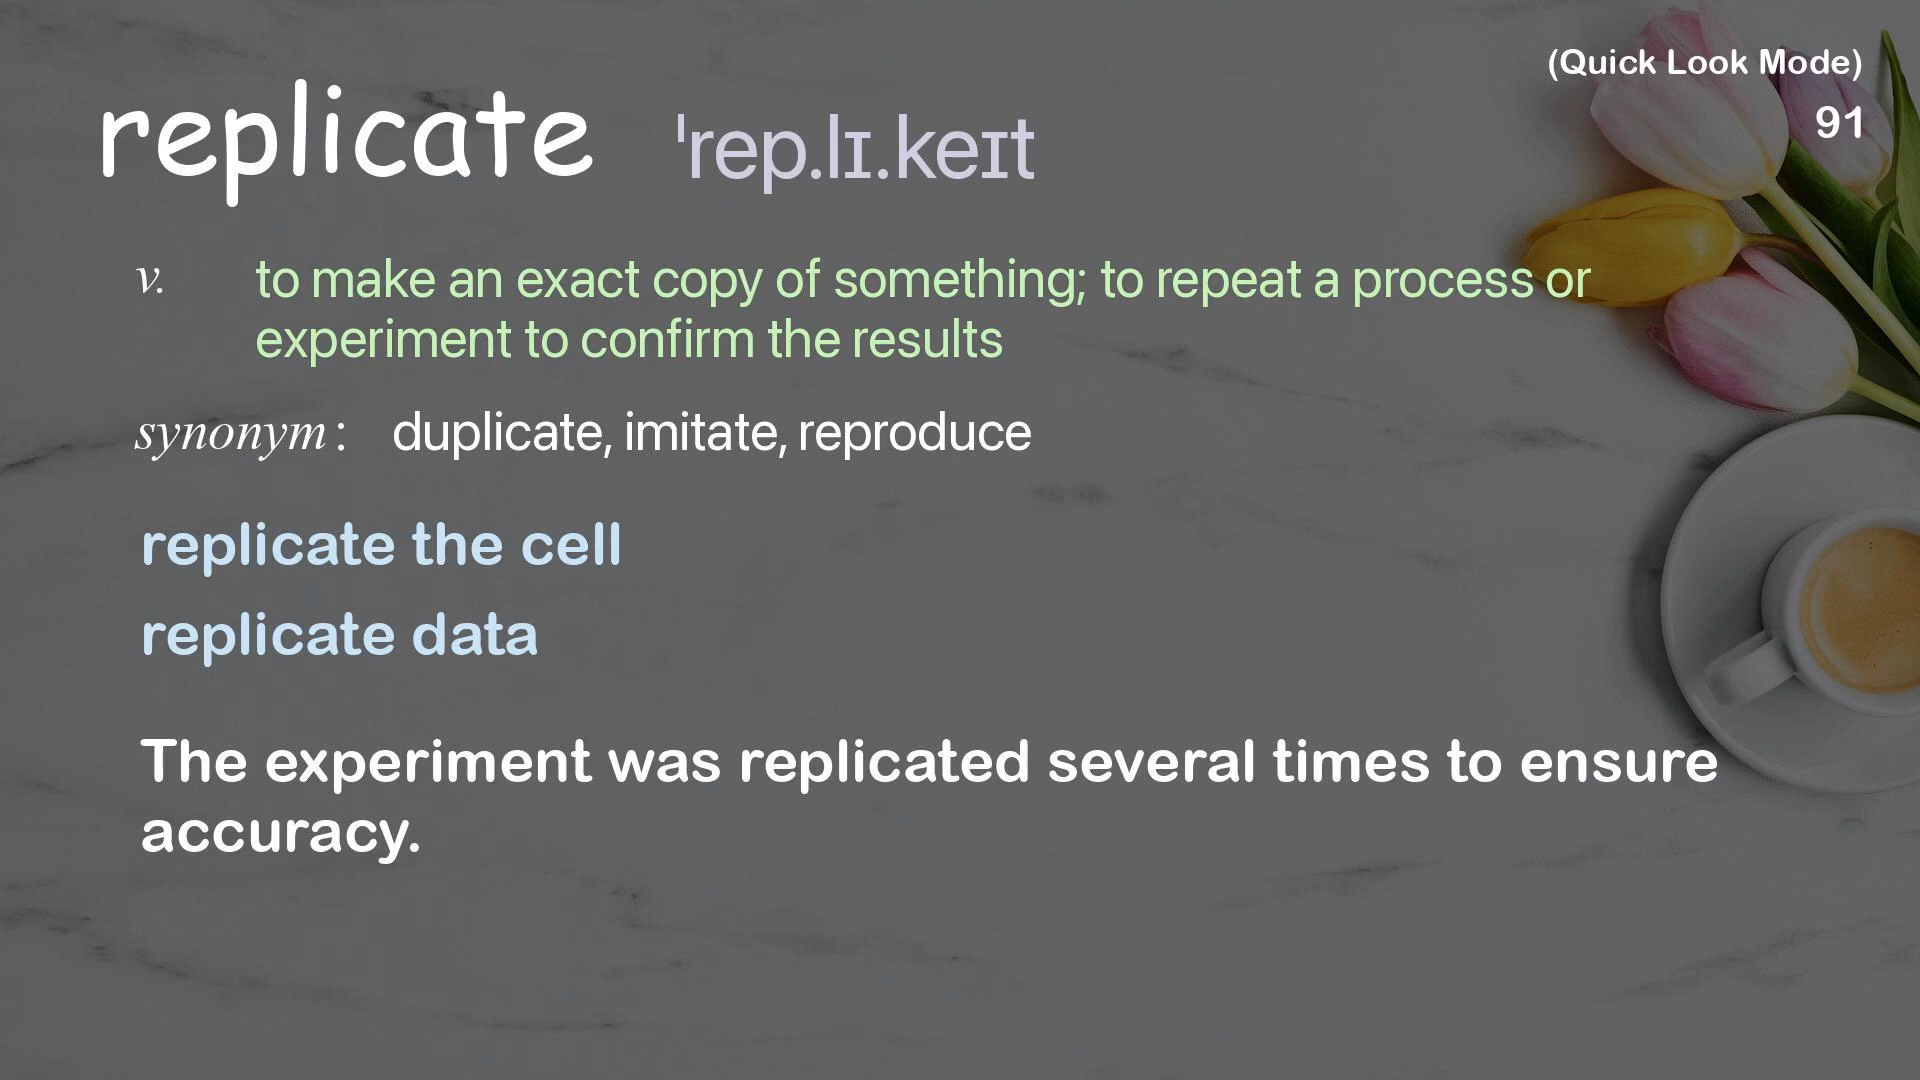 (Quick Look Mode)
replicate ˈrep.lɪ.keɪt
91
v. to make an exact copy of something; to repeat a process or
experiment to confirm the results
synonym : duplicate, imitate, reproduce
replicate the cell
replicate data
The experiment was replicated several times to ensure
accuracy.